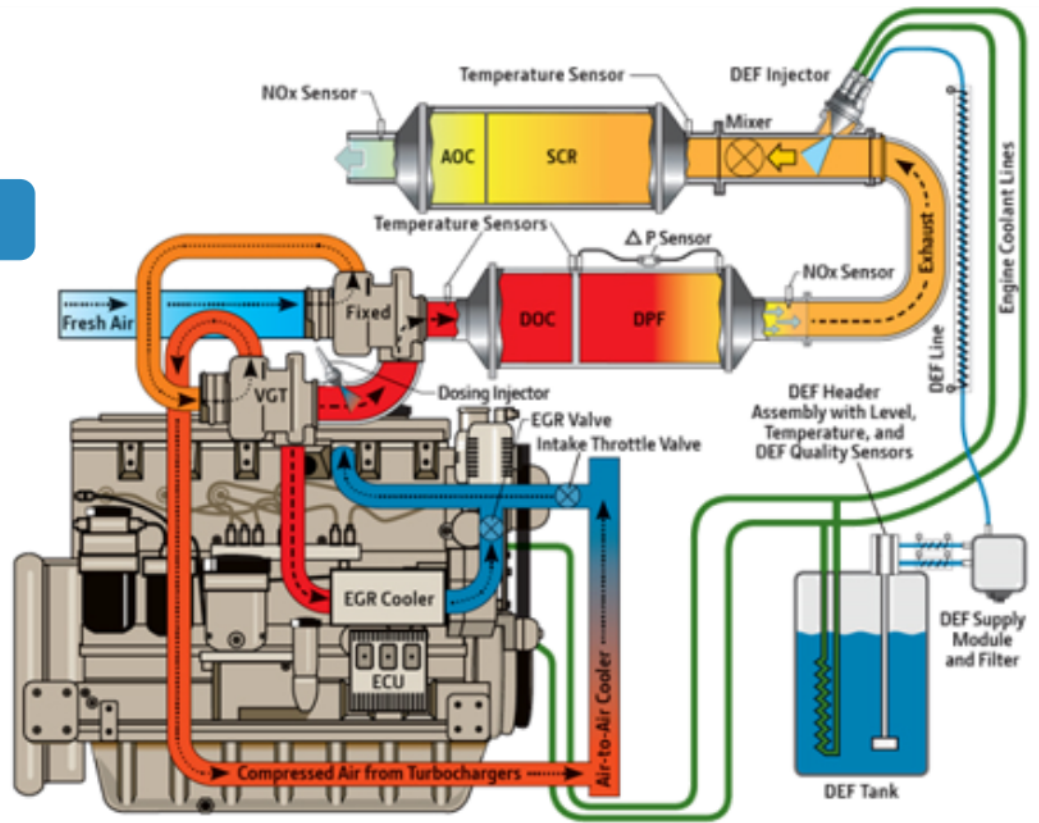 DEF Injector
Temperature Sensor
NOx Sensor
Mixer
AOC
SCR
Engine Coolant Lines
Temperature Sensors
△ P Sensor
Exhaust
NOx Sensor
Fresh Air
Fixed
DOC
DPF
DEF Line
VGT
Dosing Injector
EGR Valve
Intake Throttle Valve
DEF Header
Assembly with Level,
Temperature, and
DEF Quality Sensors
EGR Cooler
ECU
Air-to-Air Cooler
Compressed Air from Turbochargers
DEF Supply
Module
and Filter
DEF Tank